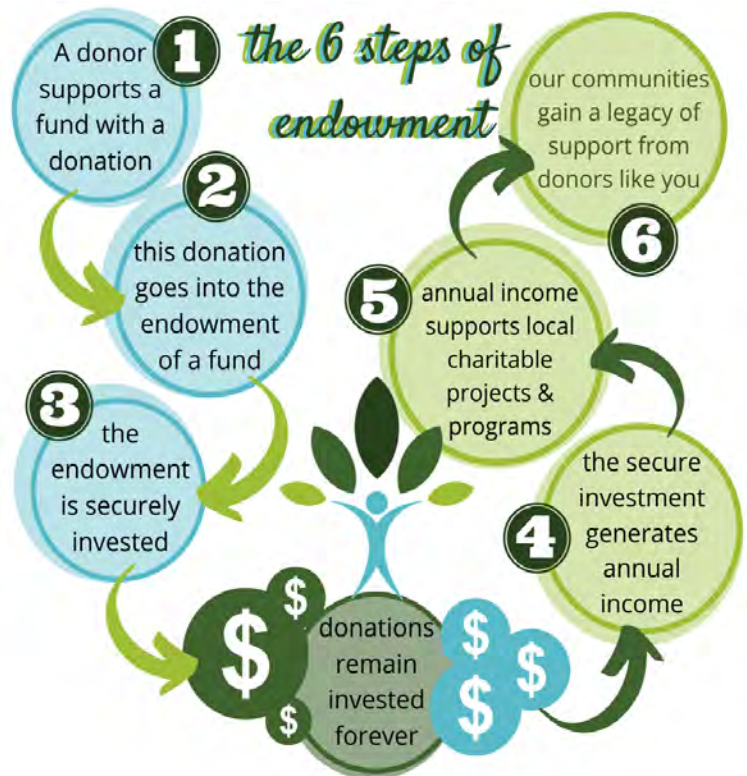 the 6 steps of
endowment
1
A donor
supports a
fund with a
donation
2
this donation
goes into the
endowment
of a fund
3
the
endowment
is securely
invested
$
$
$
donations
remain
invested
forever
$
$
$
4
the secure
investment
generates
annual
income
5
annual income
supports local
charitable
projects &
programs
6
our communities
gain a legacy of
support from
donors like you